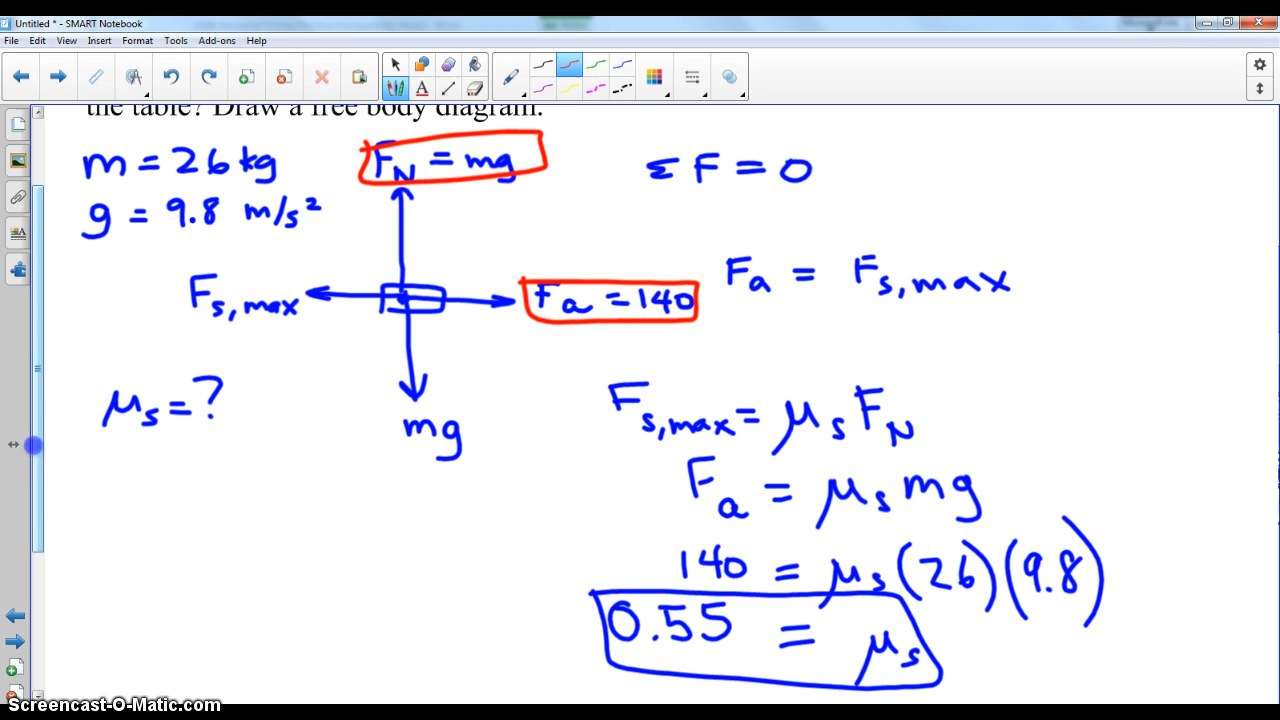 Untitled * - SMART Notebook
File Edit View Insert Format Tools Add-ons Help
the table? Draw a free body diagram.
m = 26 kg
g = 9.8 m/s²
F_N = mg
Σ F = 0
F_s,max
F_a = 140
F_a = F_s,max
μ_s = ?
mg
F_s,max = μ_s F_N
F_a = μ_s mg
140 = μ_s (26)(9.8)
0.55 = μ_s
Screencast-O-Matic.com